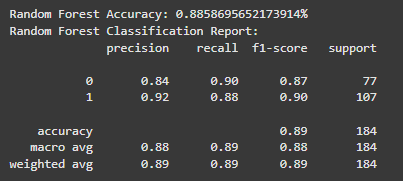 Random Forest Accuracy: 0.8858695652173914%
Random Forest Classification Report:
precision recall f1-score support
0 0.84 0.90 0.87 77
1 0.92 0.88 0.90 107
accuracy 0.89 184
macro avg 0.88 0.89 0.88 184
weighted avg 0.89 0.89 0.89 184